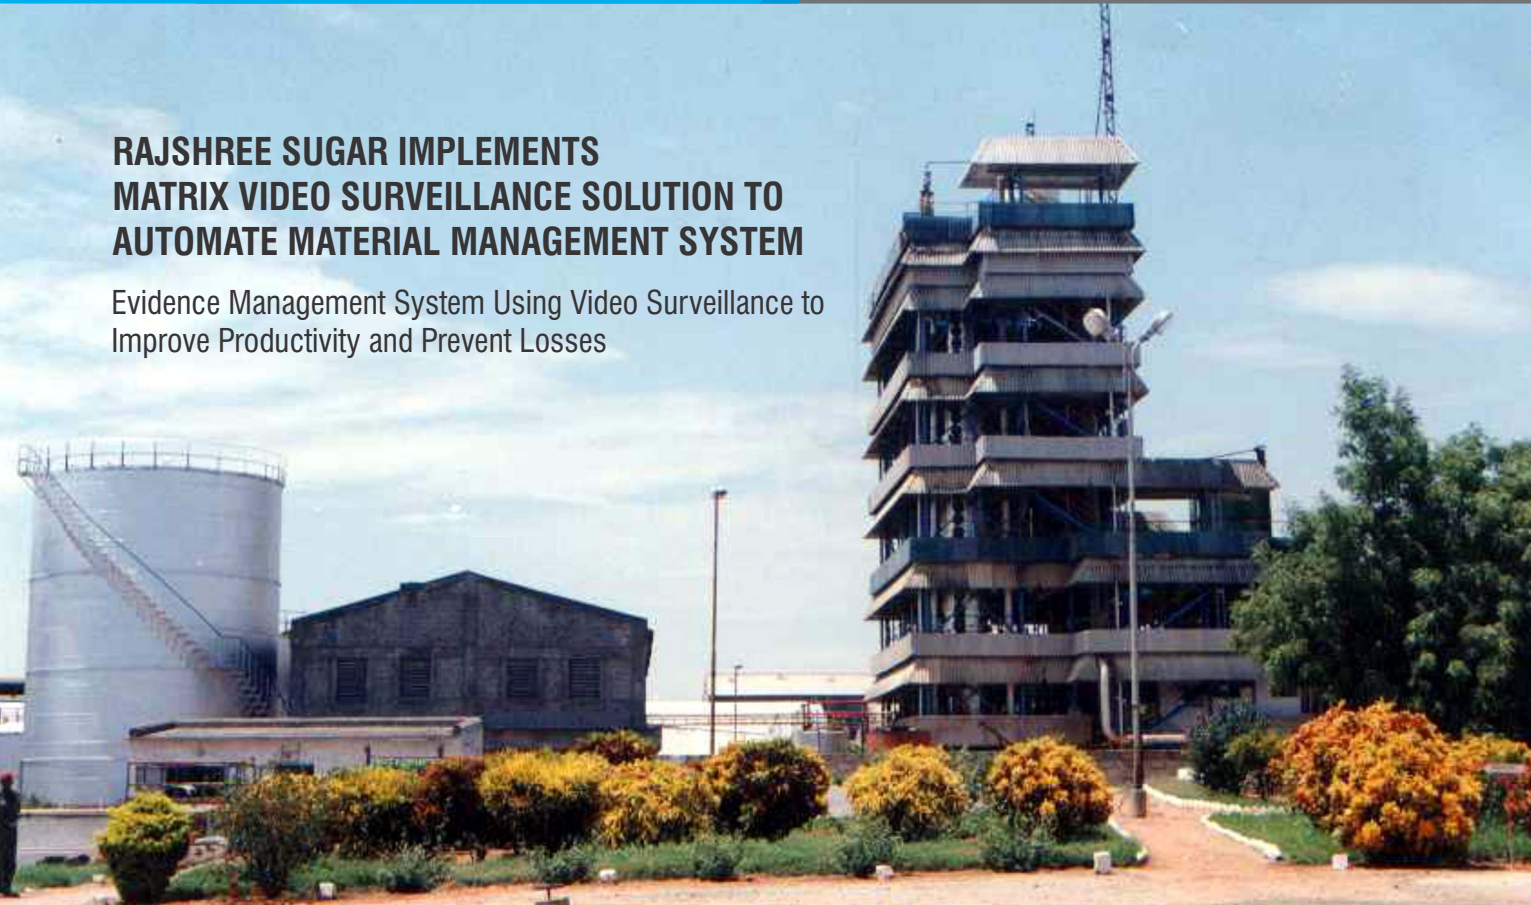 RAJSHREE SUGAR IMPLEMENTS
MATRIX VIDEO SURVEILLANCE SOLUTION TO
AUTOMATE MATERIAL MANAGEMENT SYSTEM
Evidence Management System Using Video Surveillance to
Improve Productivity and Prevent Losses